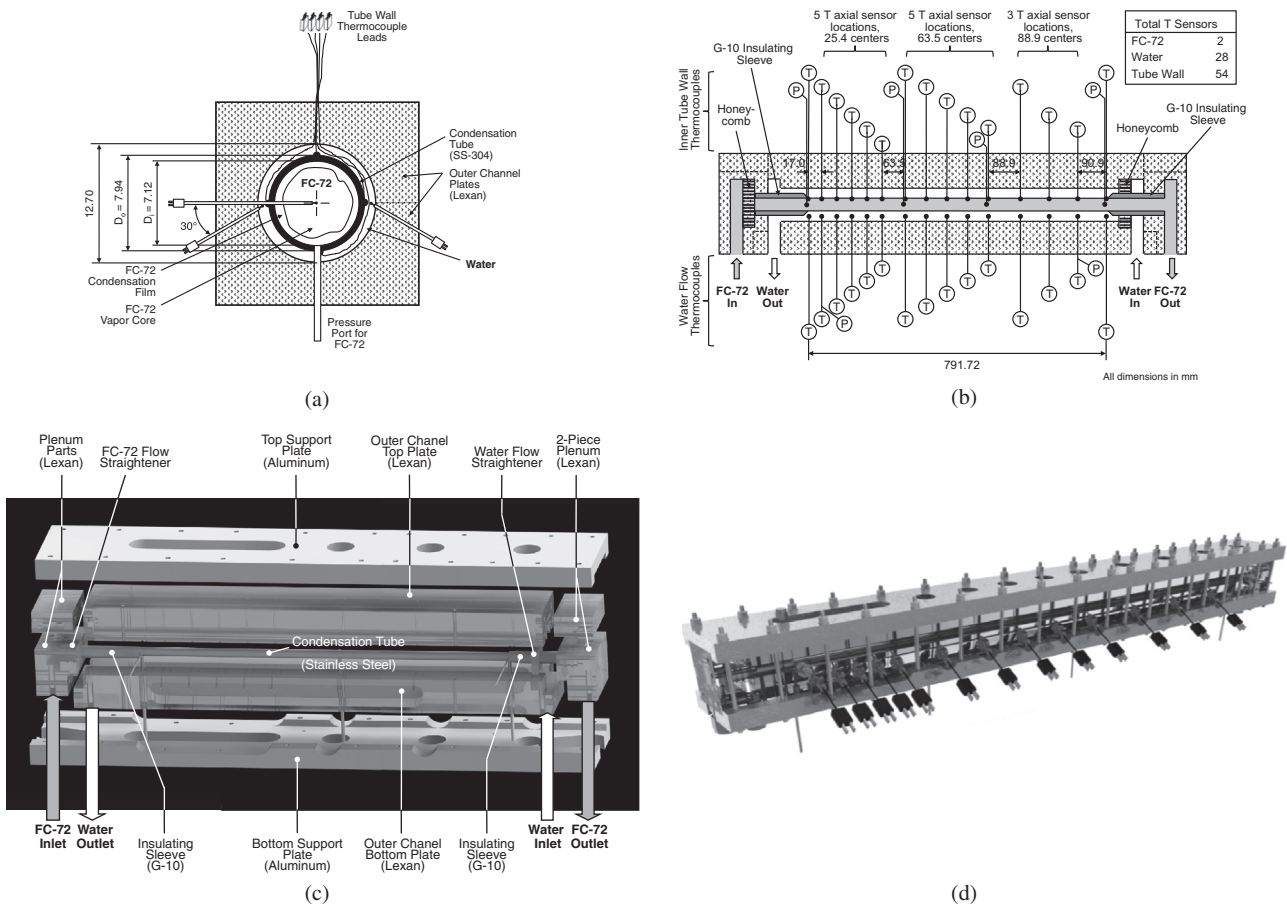 Tube Wall
Thermocouple
Leads
Condensation
Tube
(SS-304)
Outer Channel
Plates
(Lexan)
FC-72
12.70
Dₒ = 7.94
Dᵢ = 7.12
30°
FC-72
Condensation
Film
FC-72
Vapor Core
Water
Pressure
Port for
FC-72
(a)
5 T axial sensor
locations,
25.4 centers
5 T axial sensor
locations,
63.5 centers
3 T axial sensor
locations,
88.9 centers
Total T Sensors
FC-72 2
Water 28
Tube Wall 54
G-10 Insulating
Sleeve
Inner Tube Wall
Thermocouples
Honey-
comb
T T T
P T P T T P
T T T T
T T T
T P T
T
Honeycomb
G-10 Insulating
Sleeve
17.0 63.5 88.9 90.9
Water Flow
Thermocouples
T T T P
T T T
T T T
T T
T P T T
T T
FC-72
In
Water
Out
Water
In
FC-72
Out
791.72
All dimensions in mm
(b)
Plenum
Parts
(Lexan)
FC-72 Flow
Straightener
Top Support
Plate
(Aluminum)
Outer Chanel
Top Plate
(Lexan)
Water Flow
Straightener
2-Piece
Plenum
(Lexan)
Condensation Tube
(Stainless Steel)
FC-72
Inlet
Water
Outlet
Insulating
Sleeve
(G-10)
Bottom Support
Plate
(Aluminum)
Outer Chanel
Bottom Plate
(Lexan)
Insulating
Sleeve
(G-10)
Water
Inlet
FC-72
Outlet
(c)
(d)